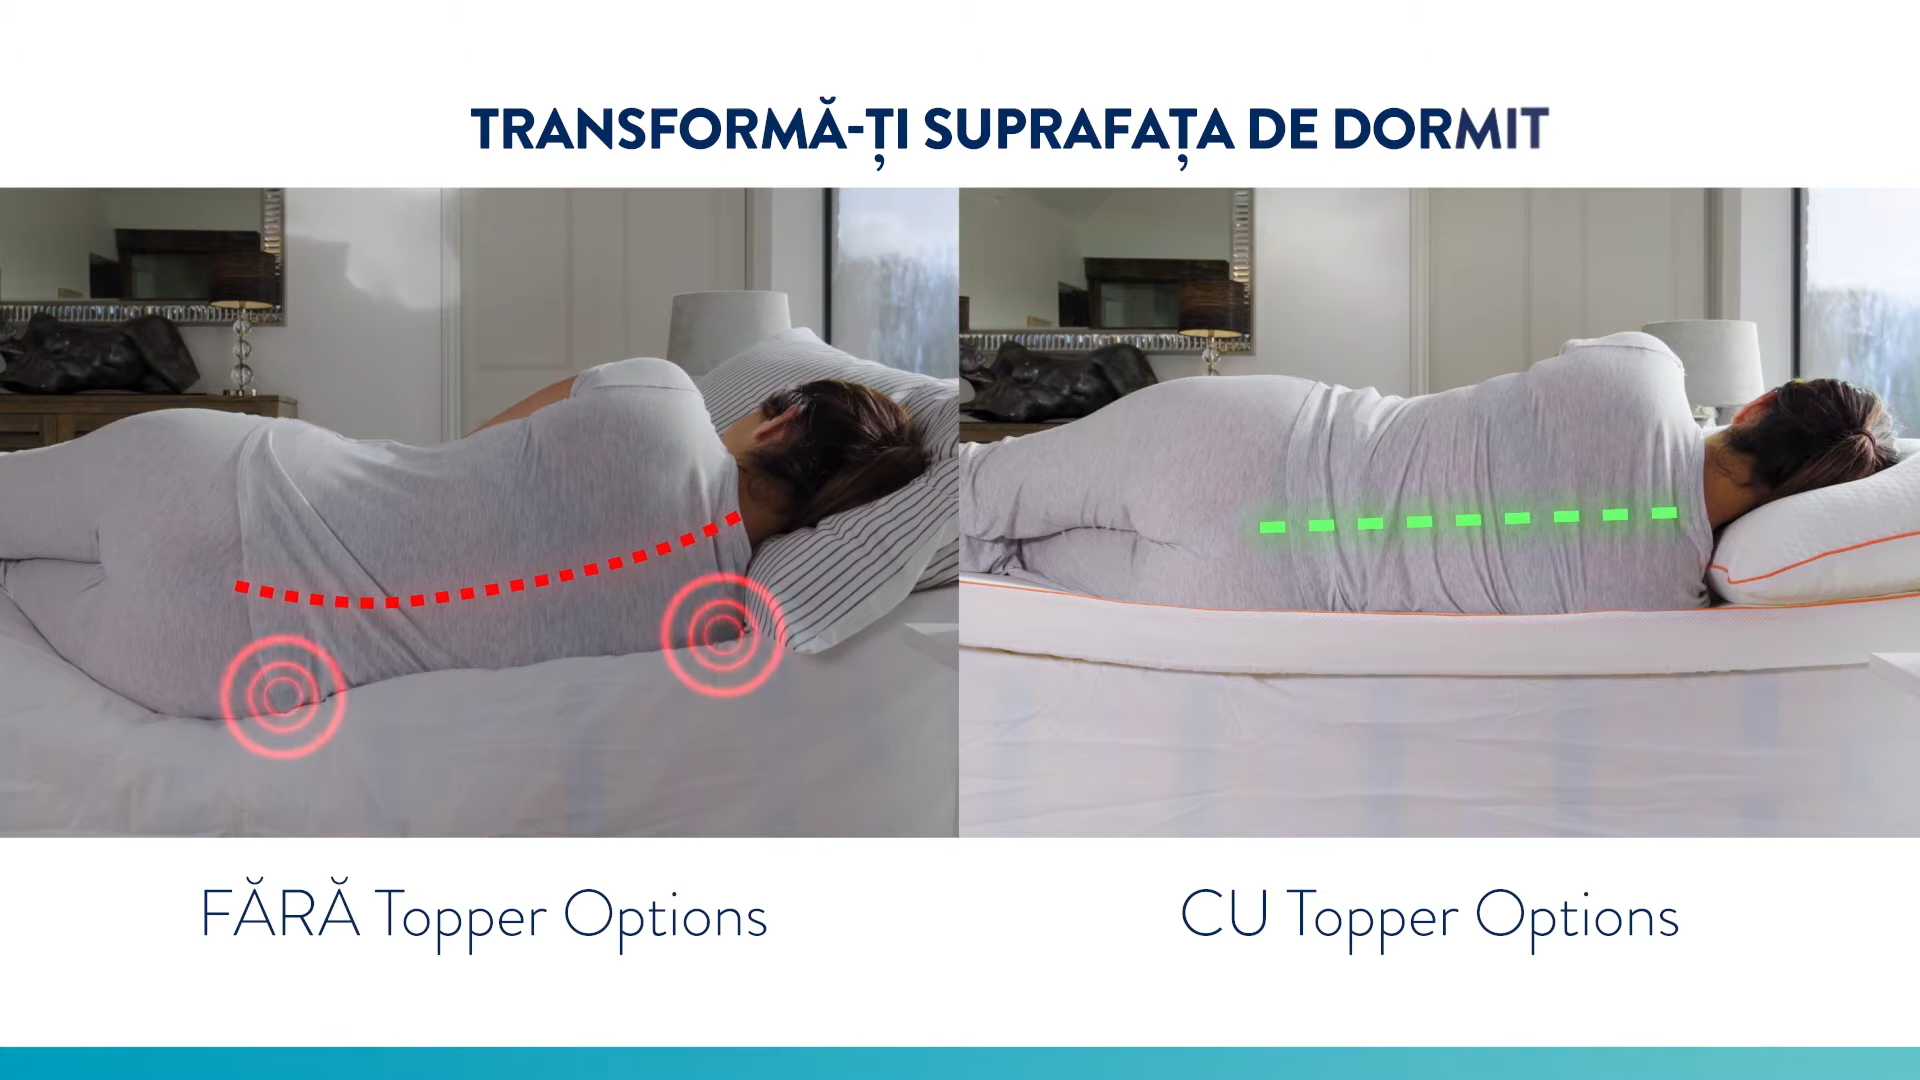 TRANSFORMĂ-ȚI SUPRAFAȚA DE DORMIT
FĂRĂ Topper Options
CU Topper Options